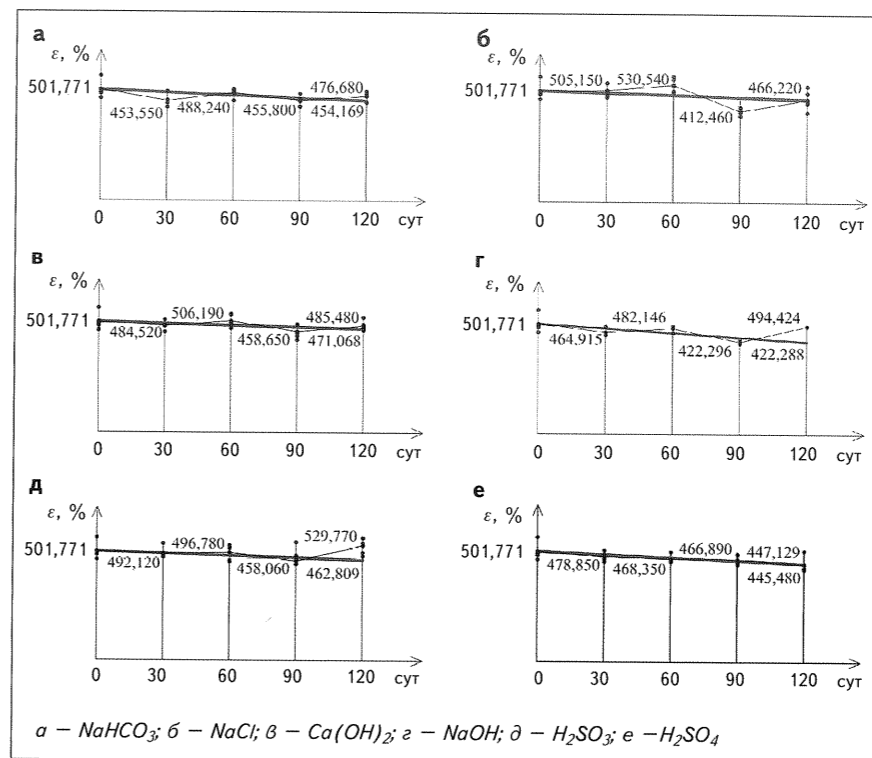 а
ε, %
501,771
453,550
488,240
455,800
476,680
454,169
0 30 60 90 120 сут
б
ε, %
501,771
505,150
530,540
412,460
466,220
0 30 60 90 120 сут
в
ε, %
501,771
484,520
506,190
458,650
485,480
471,068
0 30 60 90 120 сут
г
ε, %
501,771
464,915
482,146
422,296
494,424
422,288
0 30 60 90 120 сут
д
ε, %
501,771
492,120
496,780
458,060
529,770
462,809
0 30 60 90 120 сут
е
ε, %
501,771
478,850
468,350
466,890
447,129
445,480
0 30 60 90 120 сут
а – NaHCO₃; б – NaCl; в – Ca(OH)₂; г – NaOH; д – H₂SO₃; е –H₂SO₄